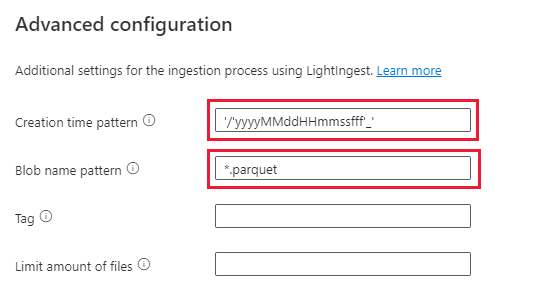 Advanced configuration
Additional settings for the ingestion process using LightIngest. Learn more
Creation time pattern
'/'yyyyMMddHHmmssfff'_'
Blob name pattern
*.parquet
Tag
Limit amount of files